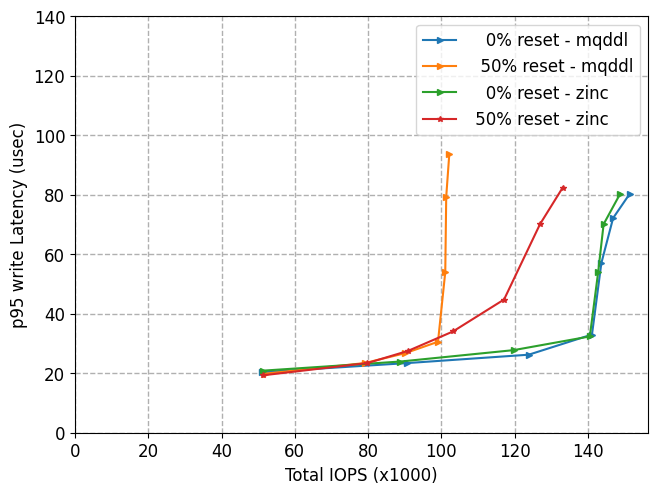 140
120
100
80
60
40
20
0
p95 write Latency (usec)
0% reset - mqddl
50% reset - mqddl
0% reset - zinc
50% reset - zinc
0 20 40 60 80 100 120 140
Total IOPS (x1000)